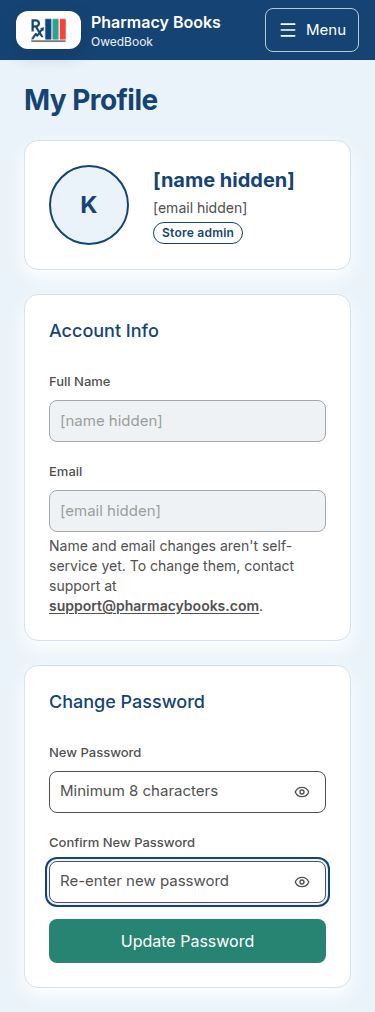 Rx
Pharmacy Books
OwedBook
Menu
My Profile
K
[name hidden]
[email hidden]
Store admin
Account Info
Full Name
[name hidden]
Email
[email hidden]
Name and email changes aren't self-
service yet. To change them, contact
support at
support@pharmacybooks.com.
Change Password
New Password
Minimum 8 characters
Confirm New Password
Re-enter new password
Update Password